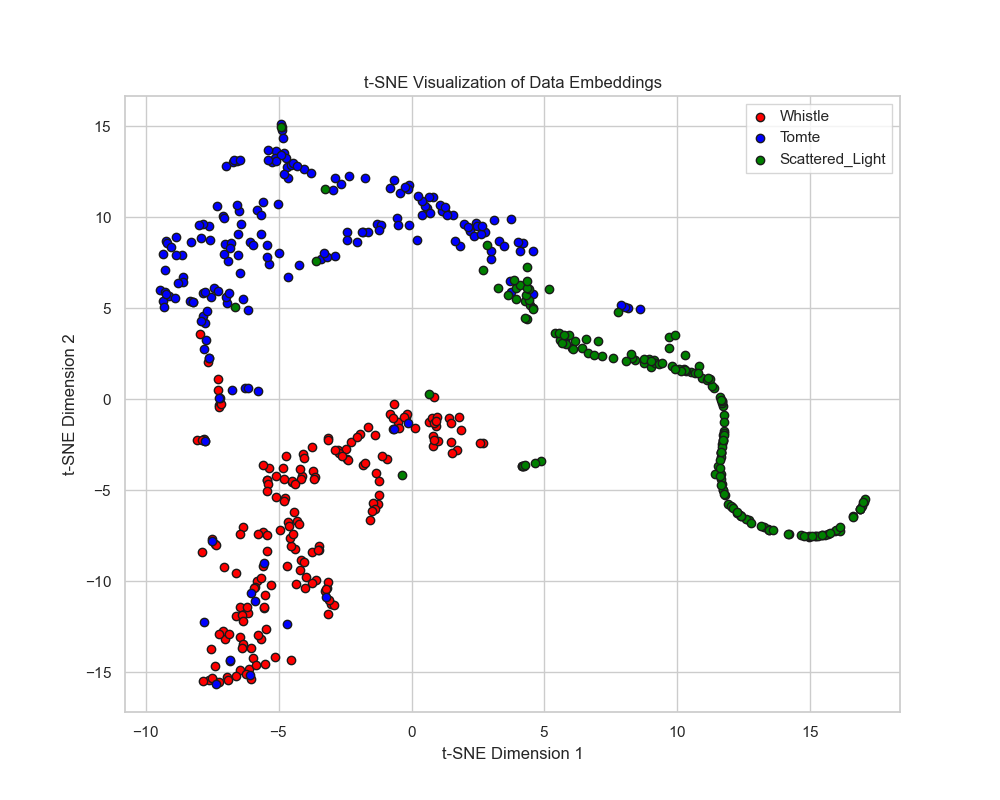 t-SNE Visualization of Data Embeddings
Whistle
Tomte
Scattered_Light
15
10
5
0
−5
−10
−15
t-SNE Dimension 2
−10 −5 0 5 10 15
t-SNE Dimension 1